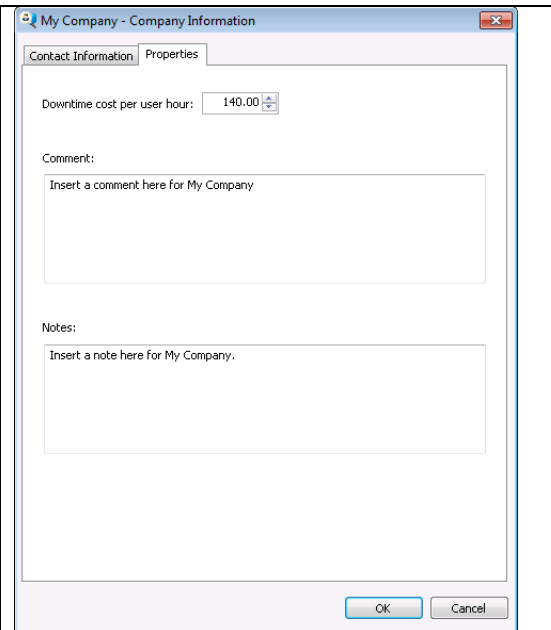 My Company - Company Information
Contact Information Properties
Downtime cost per user hour: 140.00
Comment:
Insert a comment here for My Company
Notes:
Insert a note here for My Company.
OK Cancel